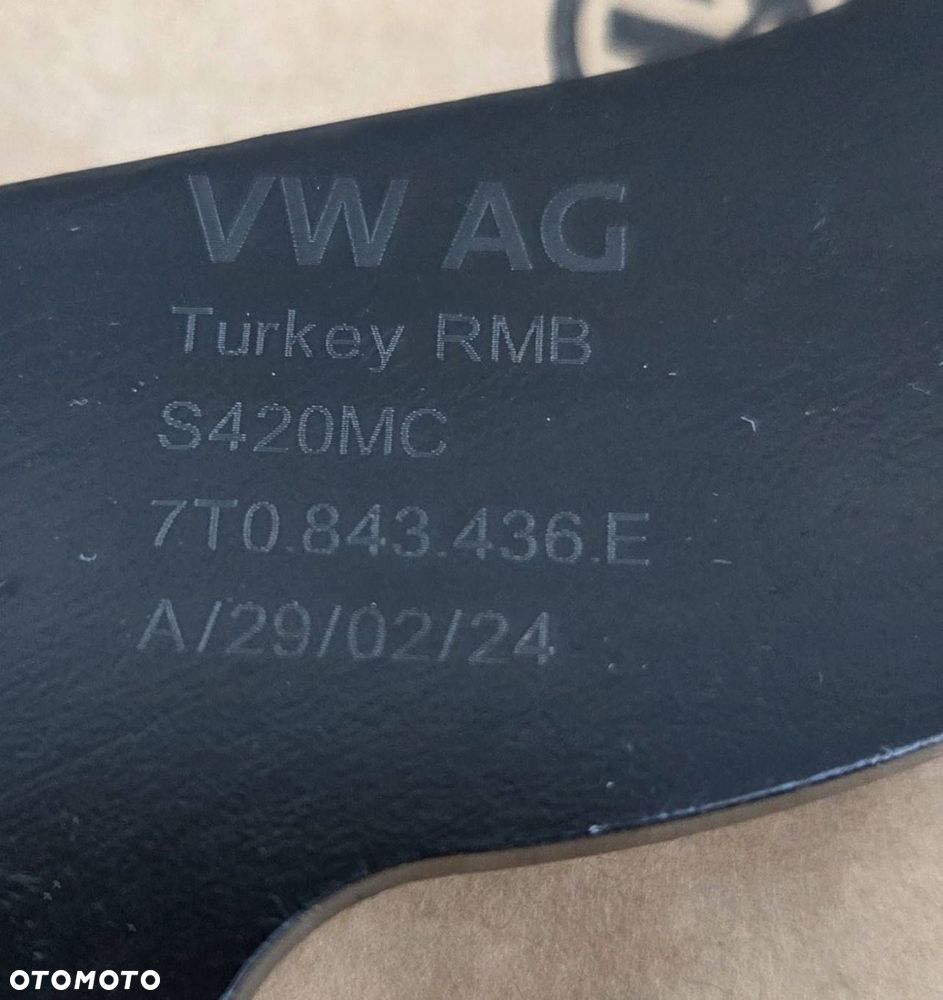 VW AG
Turkey RMB
S420MC
7T0.843.436.E
A/29/02/24
OTOMOTO